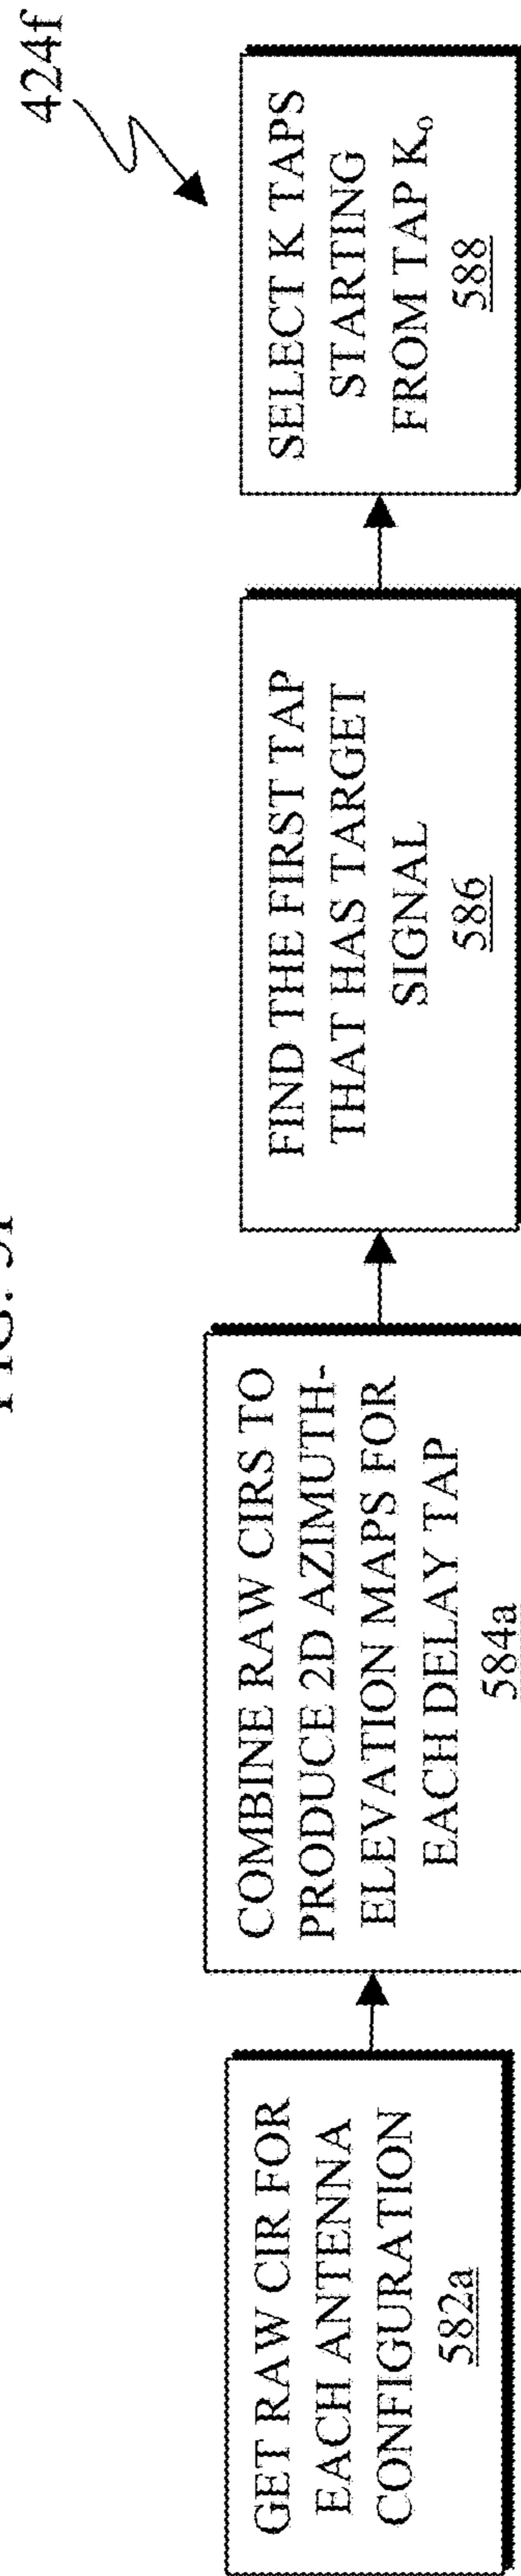 424f
GET RAW CIR FOR
EACH ANTENNA
CONFIGURATION
582a
COMBINE RAW CIRS TO
PRODUCE 2D AZIMUTH-
ELEVATION MAPS FOR
EACH DELAY TAP
584a
FIND THE FIRST TAP
THAT HAS TARGET
SIGNAL
586
SELECT K TAPS
STARTING
FROM TAP K₀
588